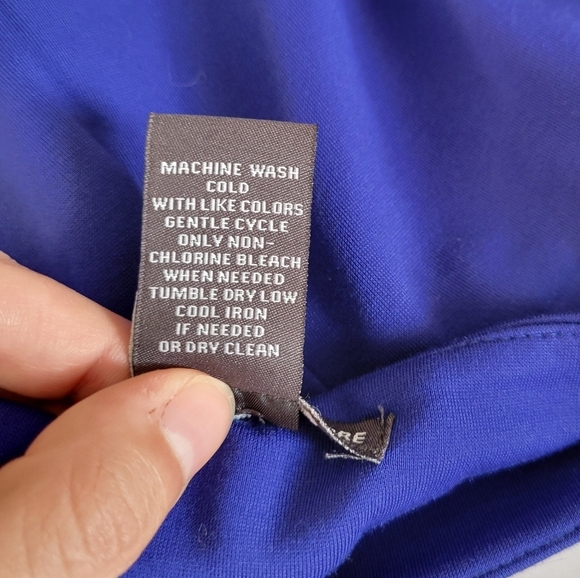 MACHINE WASH
COLD
WITH LIKE COLORS
GENTLE CYCLE
ONLY NON-
CHLORINE BLEACH
WHEN NEEDED
TUMBLE DRY LOW
COOL IRON
IF NEEDED
OR DRY CLEAN